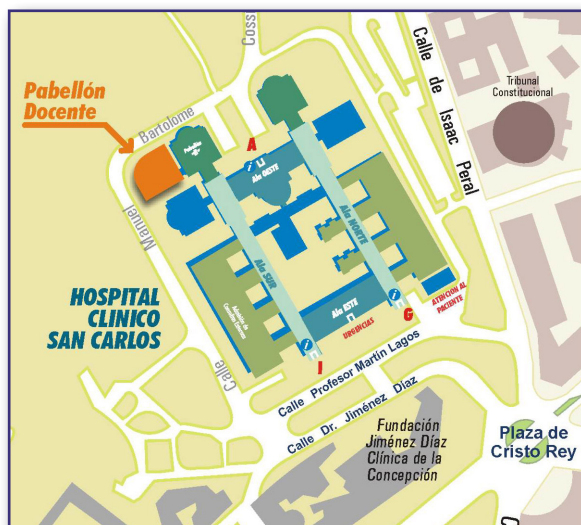 Pabellón
Docente
Bartolome
Cossi
Calle de Isaac Peral
Tribunal
Constitucional
Manuel
Pabellón
A
i
Ala OESTE
Ala NORTE
Ala SUR
HOSPITAL
CLINICO
SAN CARLOS
Ala ESTE
URGENCIAS
i
G
ATENCION AL
PACIENTE
i
I
Calle
Calle Profesor Martín Lagos
Calle Dr. Jiménez Díaz
Fundación
Jiménez Díaz
Clínica de la
Concepción
Plaza de
Cristo Rey